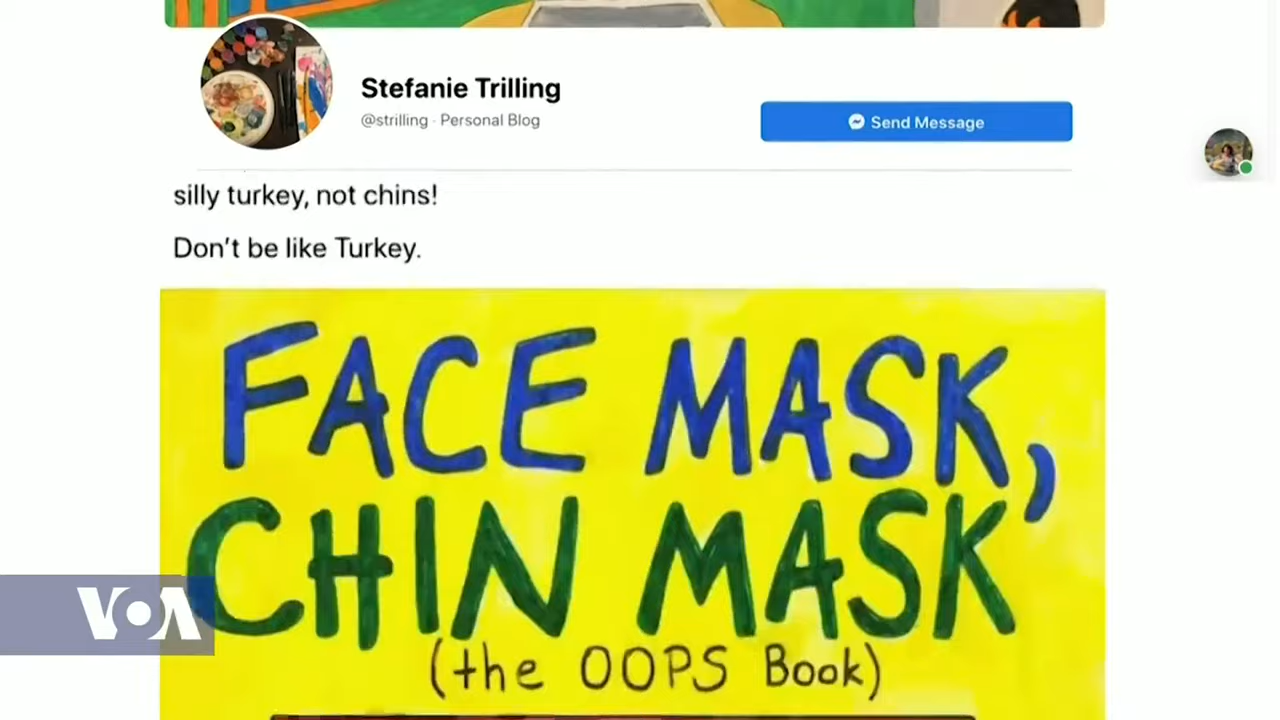 Stefanie Trilling
@strilling · Personal Blog
Send Message
silly turkey, not chins!
Don't be like Turkey.
FACE MASK,
CHIN MASK
(the OOPS Book)
VOA